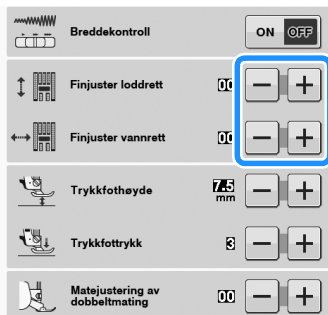 Breddekontroll ON OFF
Finjuster loddrett 00 − +
Finjuster vannrett 00 − +
Trykkfothøyde 7.5 − +
mm
Trykkfottrykk 3 − +
Matejustering av
dobbeltmating 00 − +